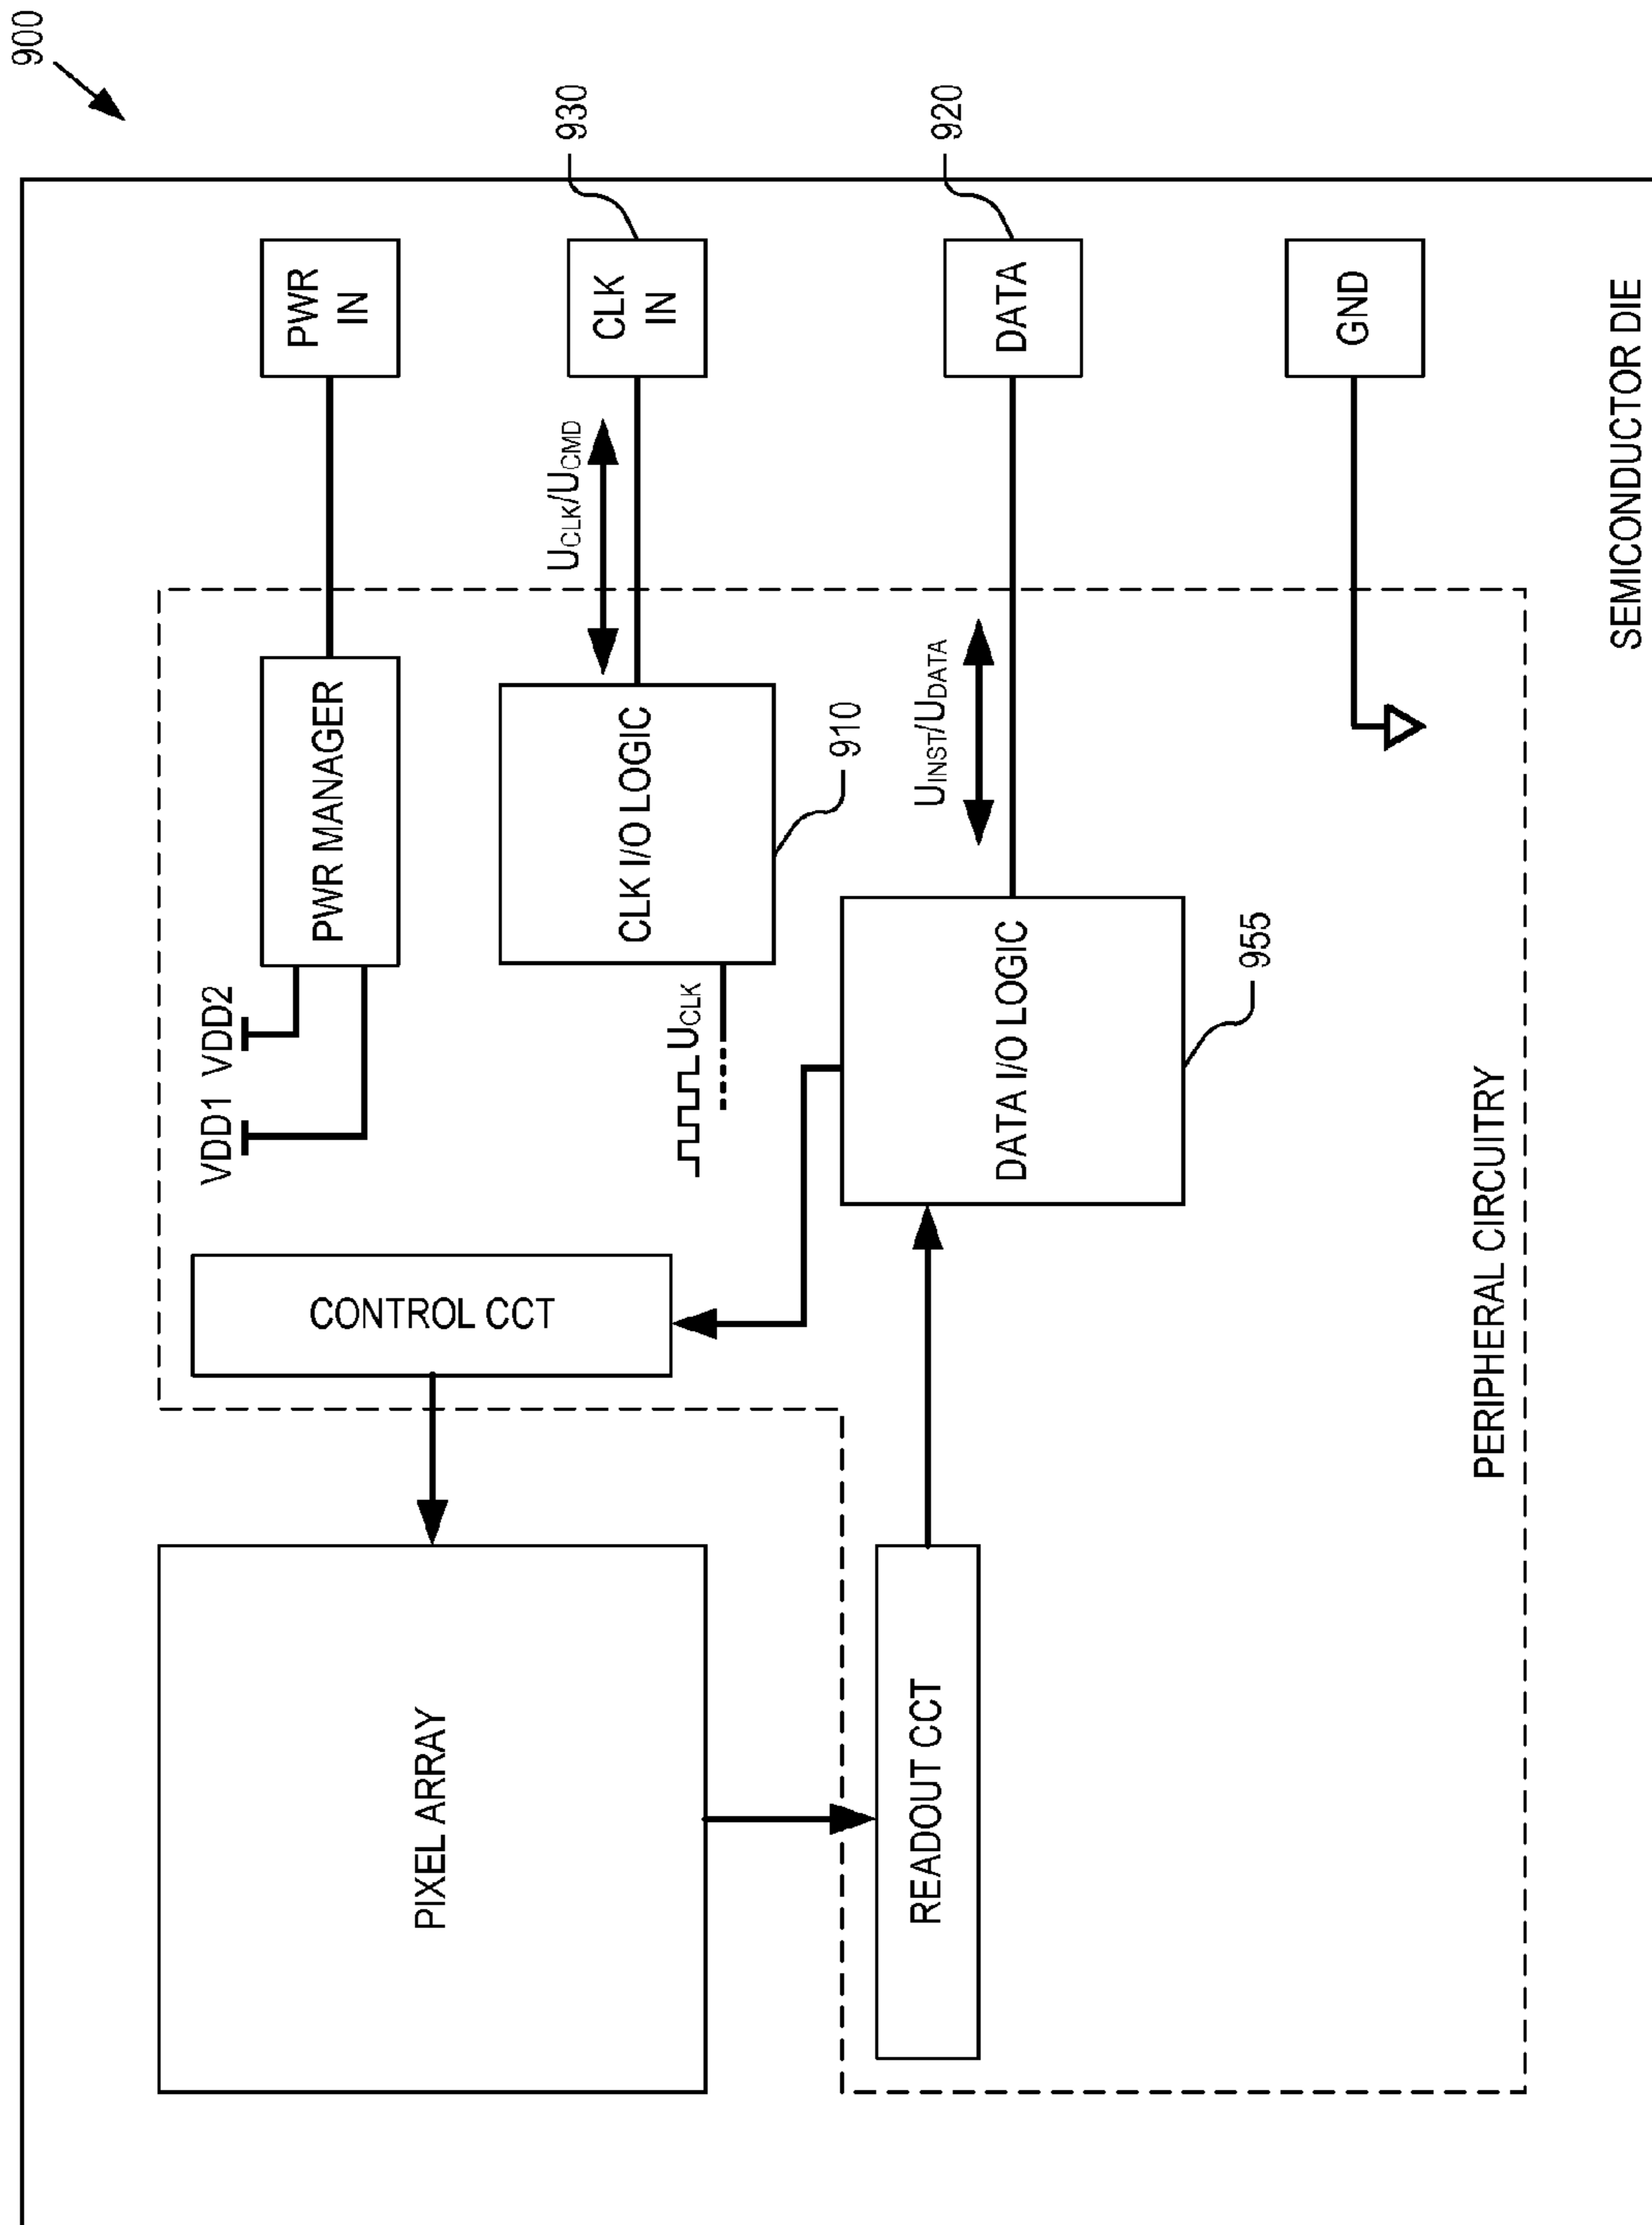 900
930
920
PWR
IN
CLK
IN
DATA
GND
SEMICONDUCTOR DIE
UCLK/UCMD
UINST/UDATA
PWR MANAGER
CLK I/O LOGIC
910
VDD1 VDD2
UCLK
DATA I/O LOGIC
955
CONTROL CCT
PERIPHERAL CIRCUITRY
PIXEL ARRAY
READOUT CCT